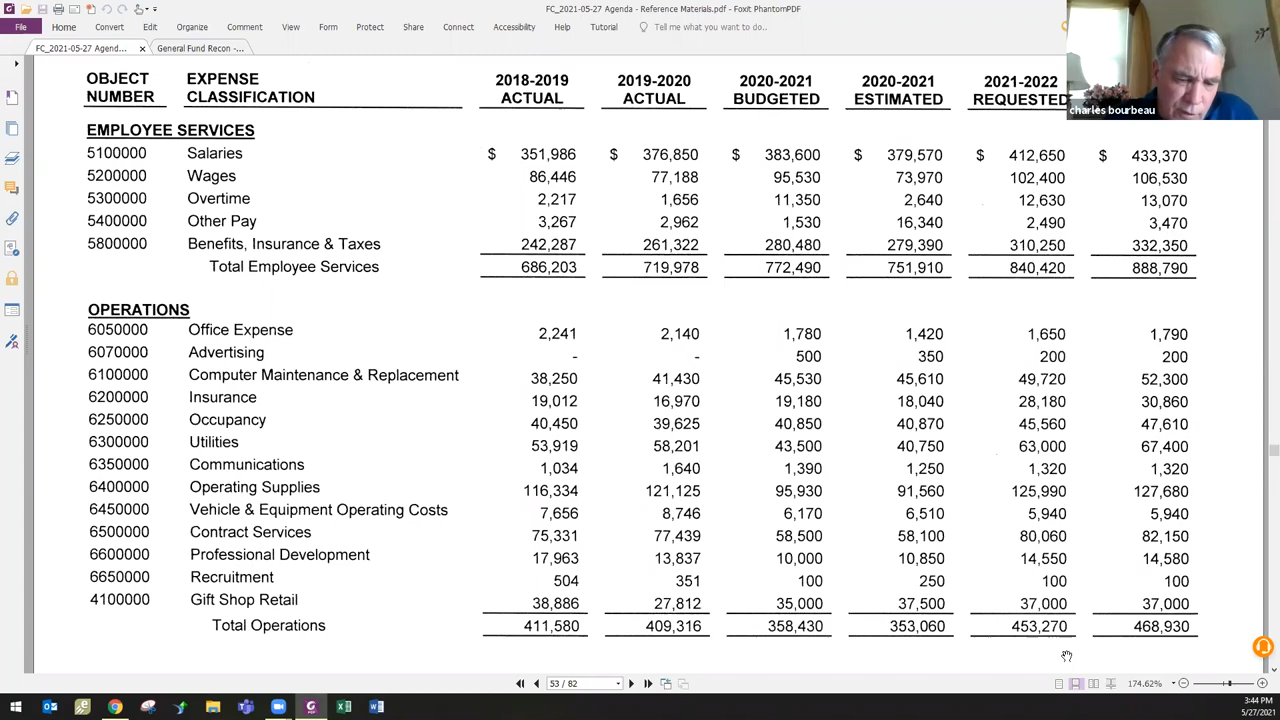 FC_2021-05-27 Agenda - Reference Materials.pdf - Foxit PhantomPDF
File Home Convert Organize Comment View Form Protect Share Connect Accessibility Help Tutorial Tell me what you want to do...
FC_2021-05-27 Agend... × General Fund Recon -...
charles bourbeau
OBJECT NUMBER EXPENSE CLASSIFICATION 2018-2019 ACTUAL 2019-2020 ACTUAL 2020-2021 BUDGETED 2020-2021 ESTIMATED 2021-2022 REQUESTED
EMPLOYEE SERVICES
5100000 Salaries $ 351,986 $ 376,850 $ 383,600 $ 379,570 $ 412,650 $ 433,370
5200000 Wages 86,446 77,188 95,530 73,970 102,400 106,530
5300000 Overtime 2,217 1,656 11,350 2,640 12,630 13,070
5400000 Other Pay 3,267 2,962 1,530 16,340 2,490 3,470
5800000 Benefits, Insurance & Taxes 242,287 261,322 280,480 279,390 310,250 332,350
Total Employee Services 686,203 719,978 772,490 751,910 840,420 888,790
OPERATIONS
6050000 Office Expense 2,241 2,140 1,780 1,420 1,650 1,790
6070000 Advertising - - 500 350 200 200
6100000 Computer Maintenance & Replacement 38,250 41,430 45,530 45,610 49,720 52,300
6200000 Insurance 19,012 16,970 19,180 18,040 28,180 30,860
6250000 Occupancy 40,450 39,625 40,850 40,870 45,560 47,610
6300000 Utilities 53,919 58,201 43,500 40,750 63,000 67,400
6350000 Communications 1,034 1,640 1,390 1,250 1,320 1,320
6400000 Operating Supplies 116,334 121,125 95,930 91,560 125,990 127,680
6450000 Vehicle & Equipment Operating Costs 7,656 8,746 6,170 6,510 5,940 5,940
6500000 Contract Services 75,331 77,439 58,500 58,100 80,060 82,150
6600000 Professional Development 17,963 13,837 10,000 10,850 14,550 14,580
6650000 Recruitment 504 351 100 250 100 100
4100000 Gift Shop Retail 38,886 27,812 35,000 37,500 37,000 37,000
Total Operations 411,580 409,316 358,430 353,060 453,270 468,930
53 / 82
174.62%
3:44 PM
5/27/2021